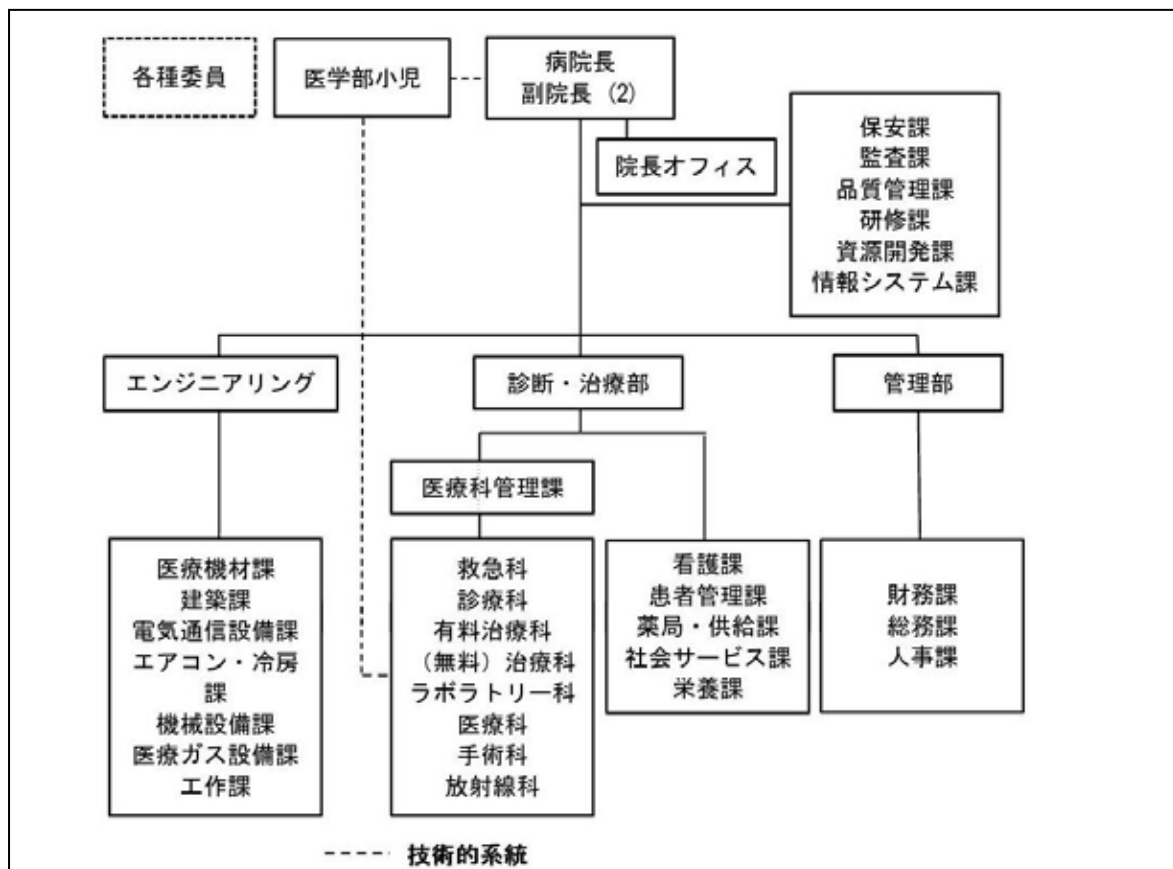 各種委員
医学部小児
病院長
副院長 (2)
院長オフィス
保安課
監査課
品質管理課
研修課
資源開発課
情報システム課
エンジニアリング
診断・治療部
管理部
医療科管理課
医療機材課
建築課
電気通信設備課
エアコン・冷房
課
機械設備課
医療ガス設備課
工作課
救急科
診療科
有料治療科
（無料）治療科
ラボラトリー科
医療科
手術科
放射線科
看護課
患者管理課
薬局・供給課
社会サービス課
栄養課
財務課
総務課
人事課
技術的系統